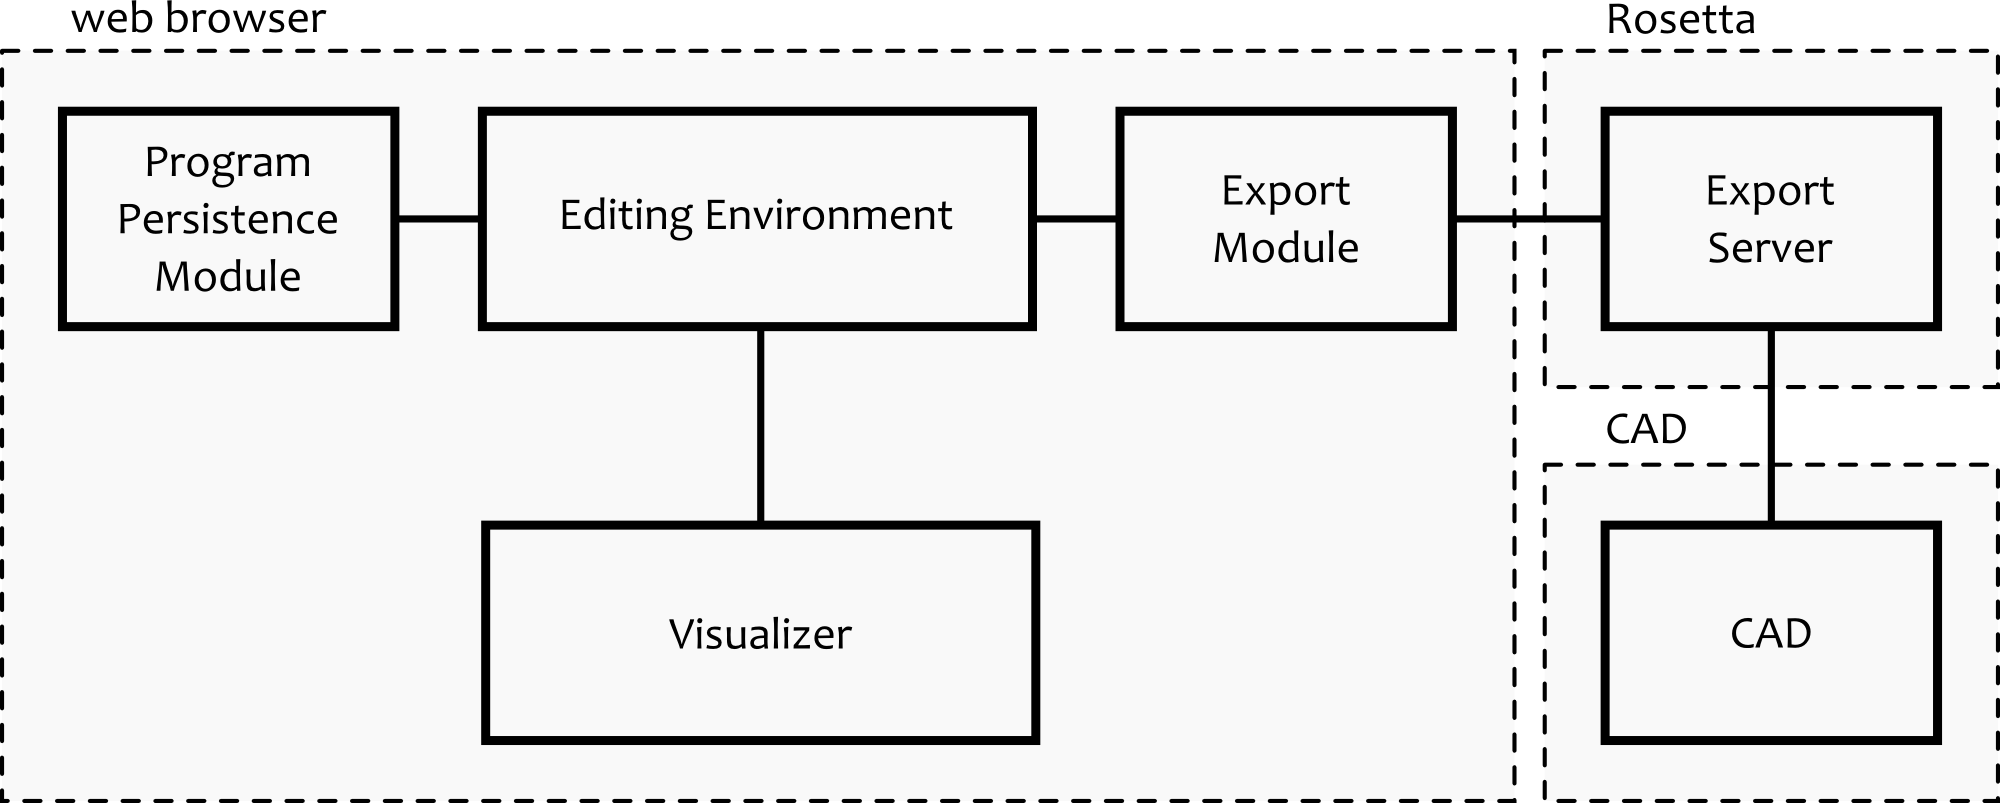 web browser
Rosetta
Program
Persistence
Module
Editing Environment
Export
Module
Export
Server
CAD
Visualizer
CAD